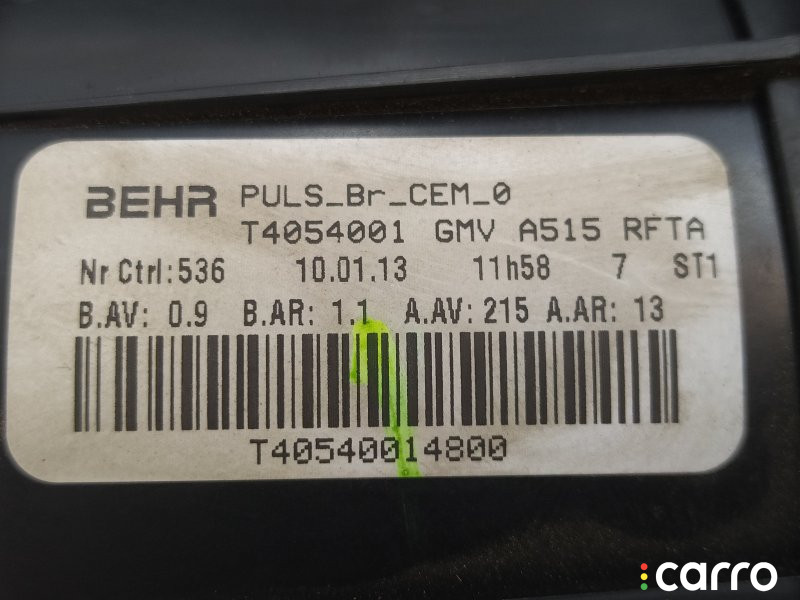 BEHR PULS_Br_CEM_0
T4054001 GMV A515 RFTA
Nr Ctrl:536 10.01.13 11h58 7 ST1
B.AV: 0.9 B.AR: 1.1 A.AV: 215 A.AR: 13
T40540014800
carro